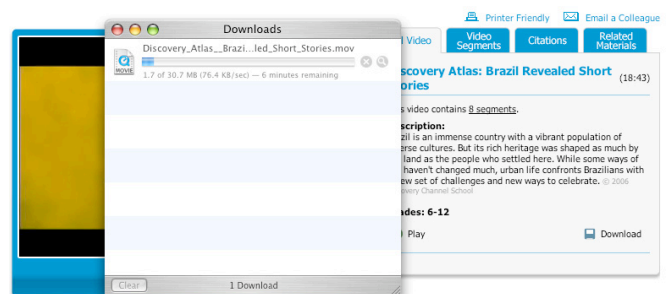 Printer Friendly Email a Colleague
Downloads
Video
Video Segments
Citations
Related Materials
Discovery_Atlas__Brazi...led_Short_Stories.mov
MOVIE
1.7 of 30.7 MB (76.4 KB/sec) — 6 minutes remaining
scovery Atlas: Brazil Revealed Short
ories
(18:43)
s video contains 8 segments.
scription:
zil is an immense country with a vibrant population of
erse cultures. But its rich heritage was shaped as much by
land as the people who settled here. While some ways of
haven't changed much, urban life confronts Brazilians with
ew set of challenges and new ways to celebrate. © 2006
overy Channel School
ades: 6-12
Play
Download
Clear
1 Download